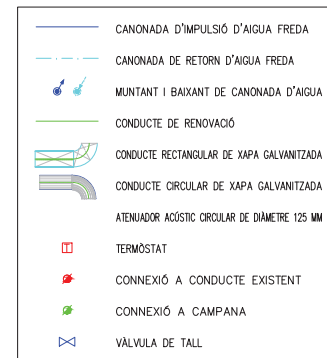 CANONADA D'IMPULSIÓ D'AIGUA FREDA
CANONADA DE RETORN D'AIGUA FREDA
MUNTANT I BAIXANT DE CANONADA D'AIGUA
CONDUCTE DE RENOVACIÓ
CONDUCTE RECTANGULAR DE XAPA GALVANITZADA
CONDUCTE CIRCULAR DE XAPA GALVANITZADA
ATENUADOR ACÚSTIC CIRCULAR DE DIÀMETRE 125 MM
T TERMÒSTAT
CONNEXIÓ A CONDUCTE EXISTENT
CONNEXIÓ A CAMPANA
VÀLVULA DE TALL